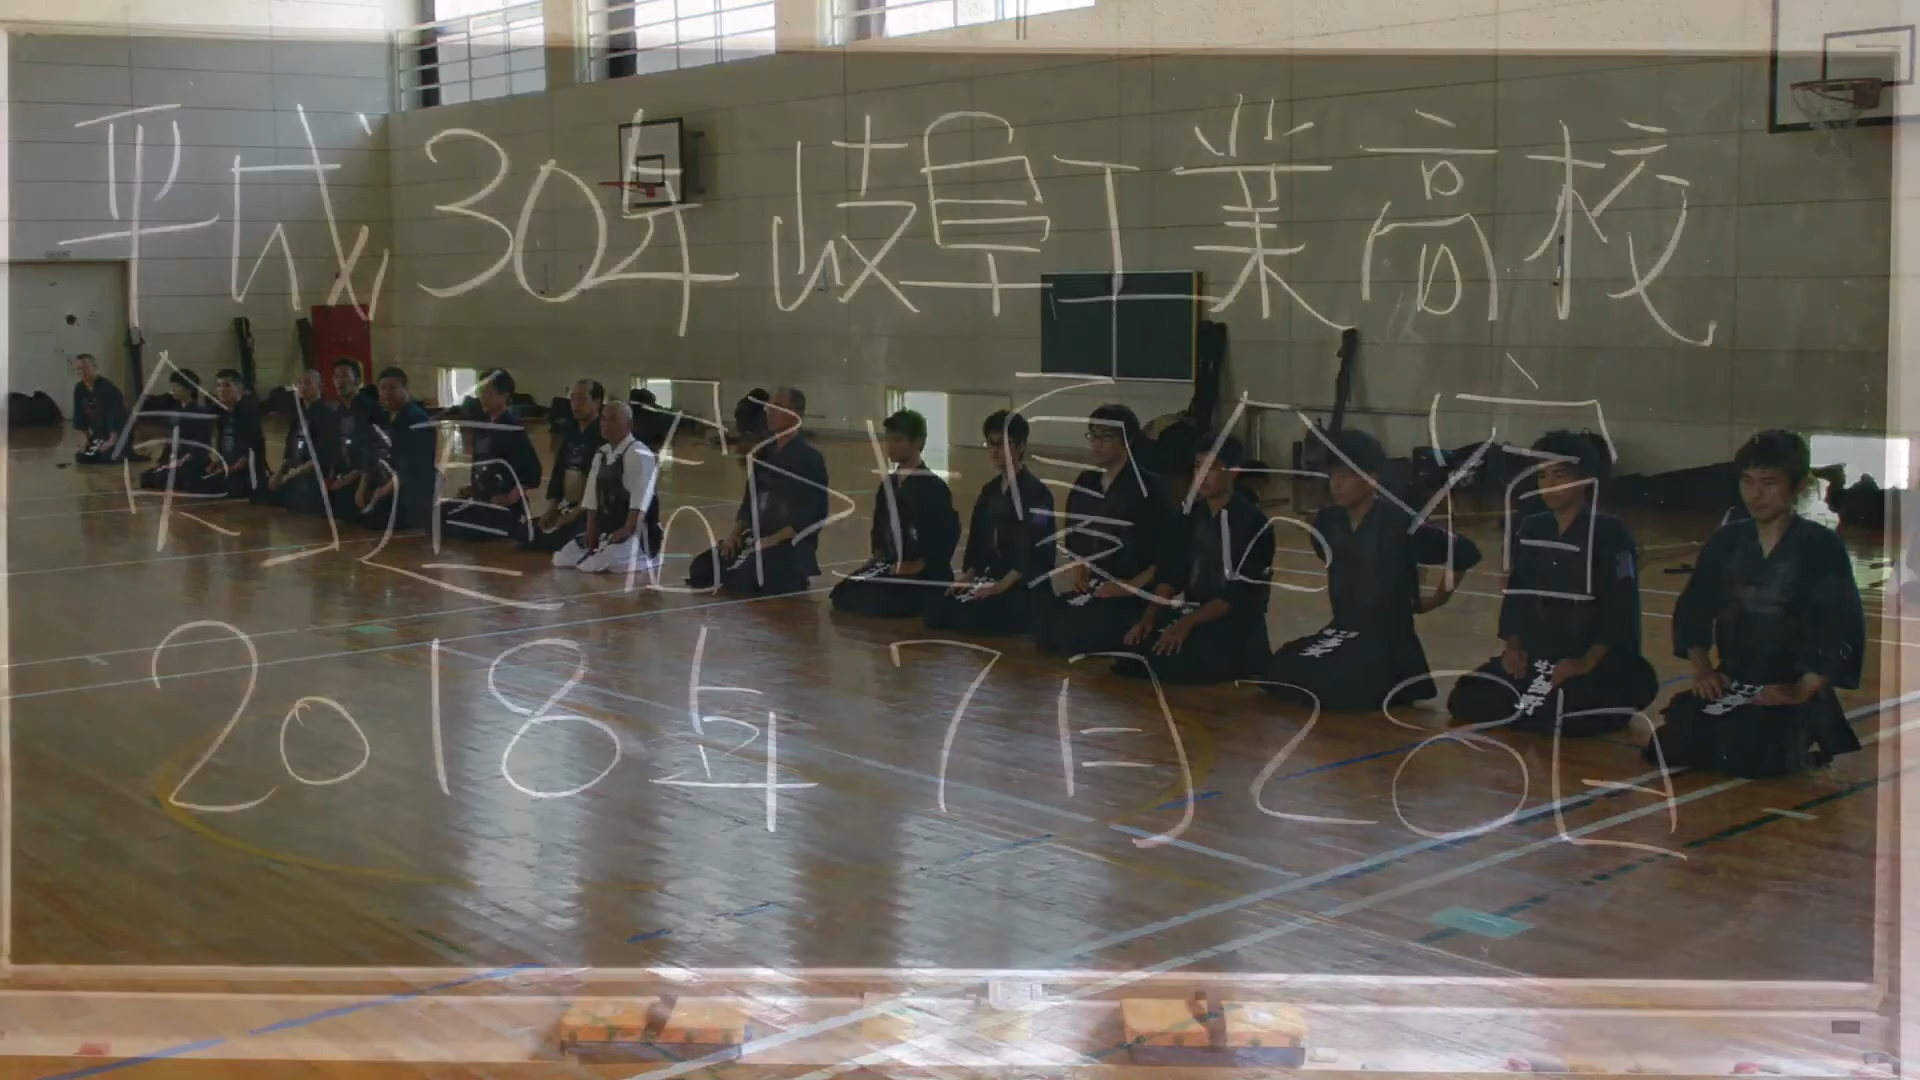 平成30年 岐阜工業高校
剣道部 夏合宿
2018年 7月28日